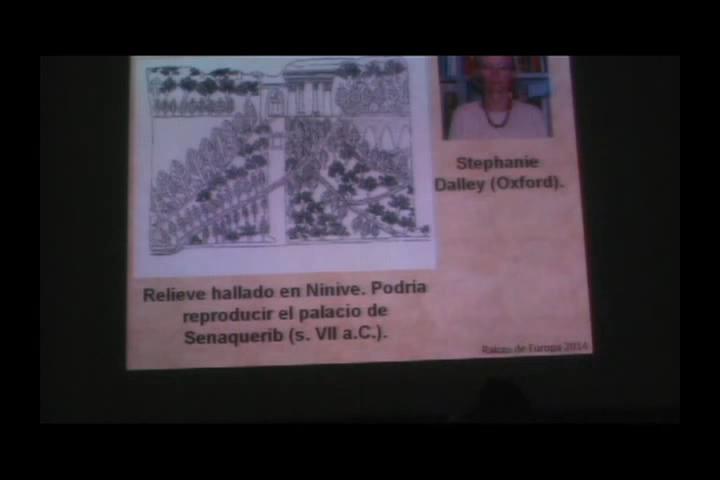 Stephanie
Dalley (Oxford).
Relieve hallado en Ninive. Podria
reproducir el palacio de
Senaquerib (s. VII a.C.).
Raices de Europa 2014